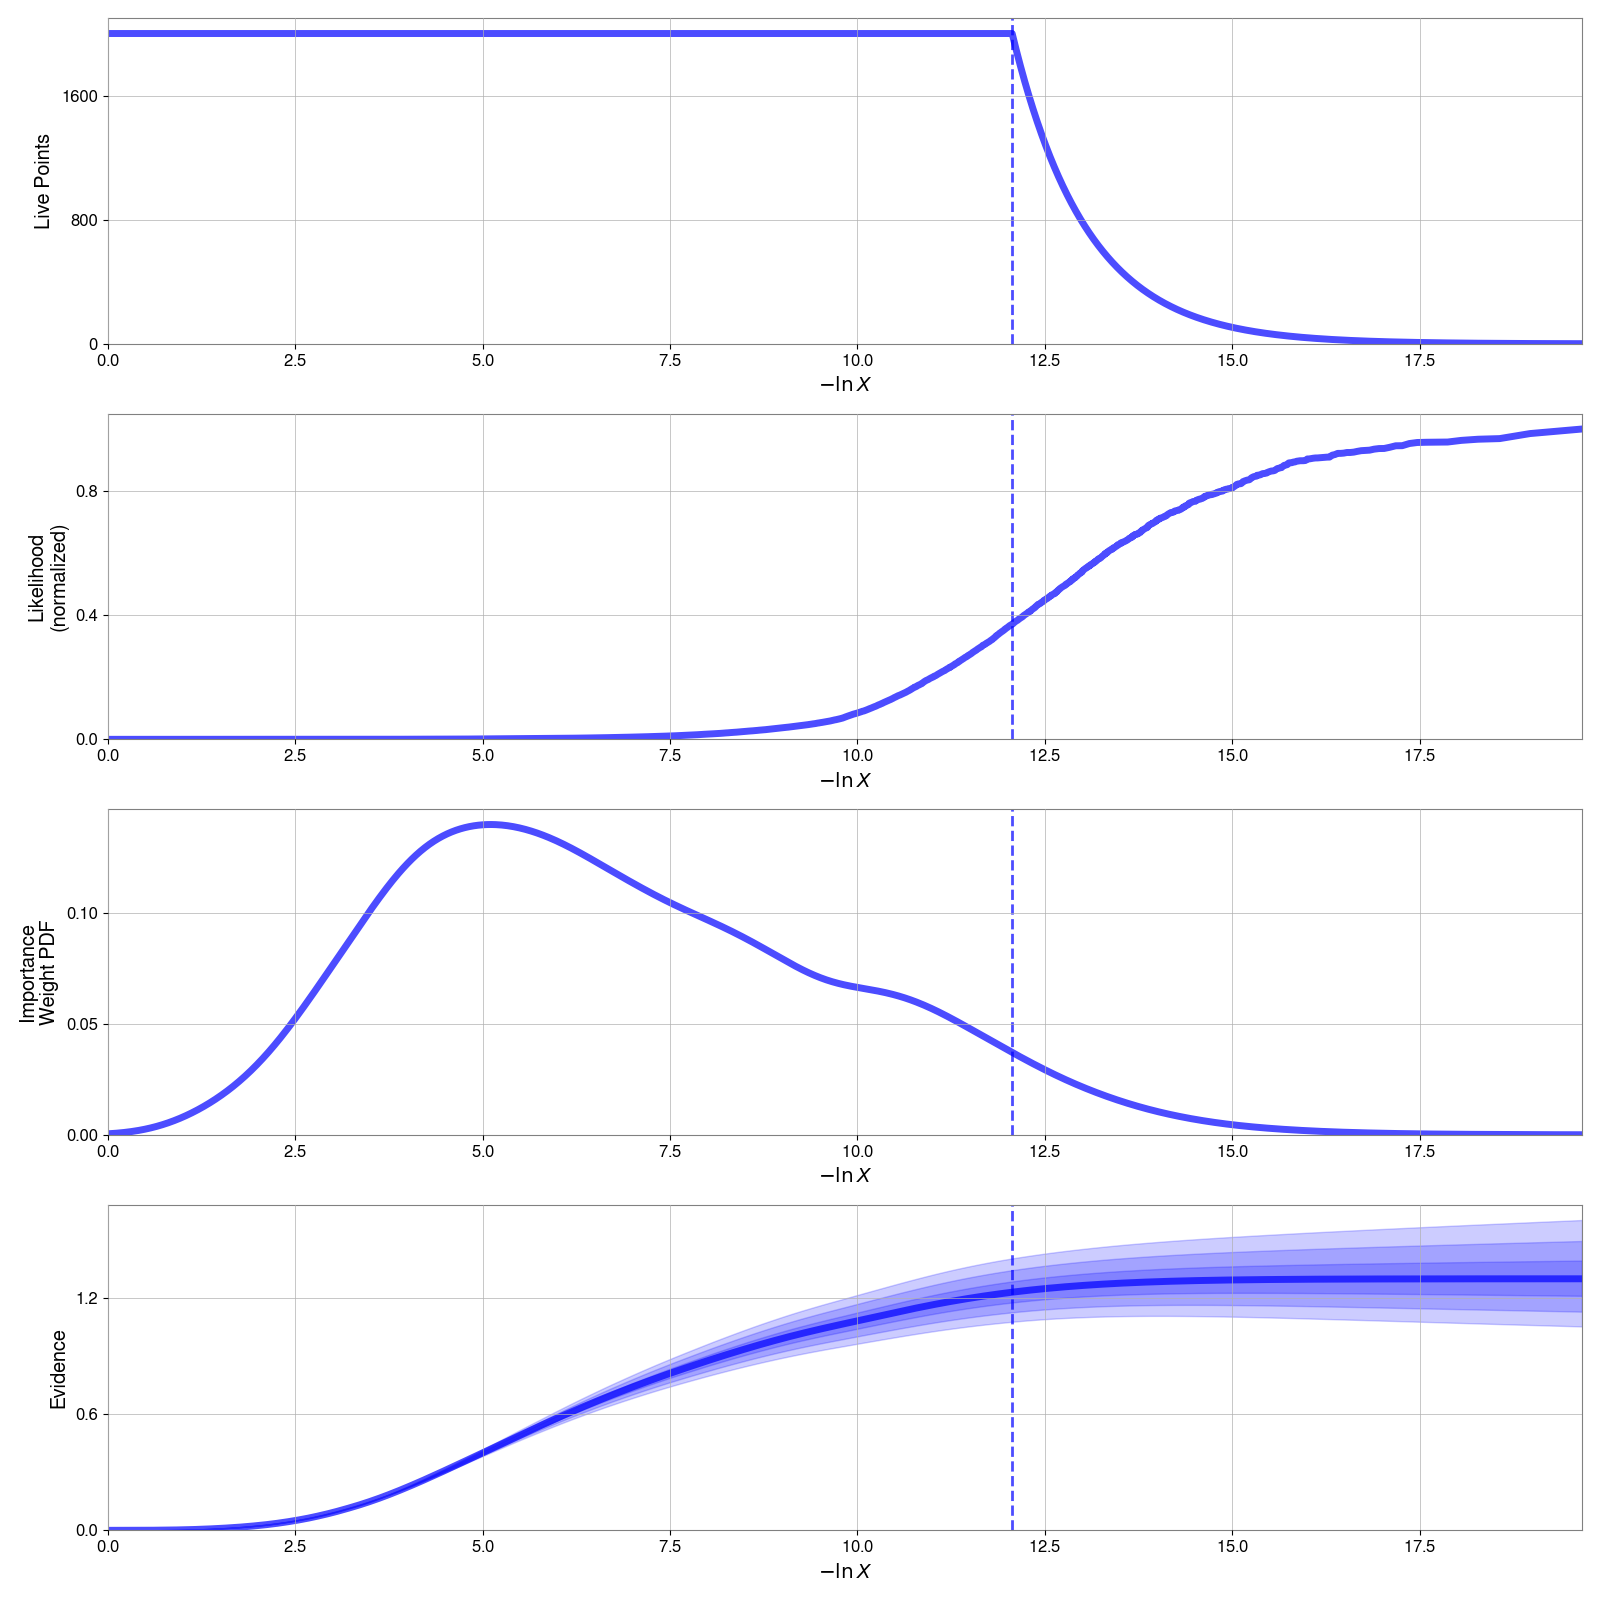 Live Points
1600
800
0
0.0 2.5 5.0 7.5 10.0 12.5 15.0 17.5
−ln X
Likelihood
(normalized)
0.8
0.4
0.0
0.0 2.5 5.0 7.5 10.0 12.5 15.0 17.5
−ln X
Importance
Weight PDF
0.10
0.05
0.00
0.0 2.5 5.0 7.5 10.0 12.5 15.0 17.5
−ln X
Evidence
1.2
0.6
0.0
0.0 2.5 5.0 7.5 10.0 12.5 15.0 17.5
−ln X